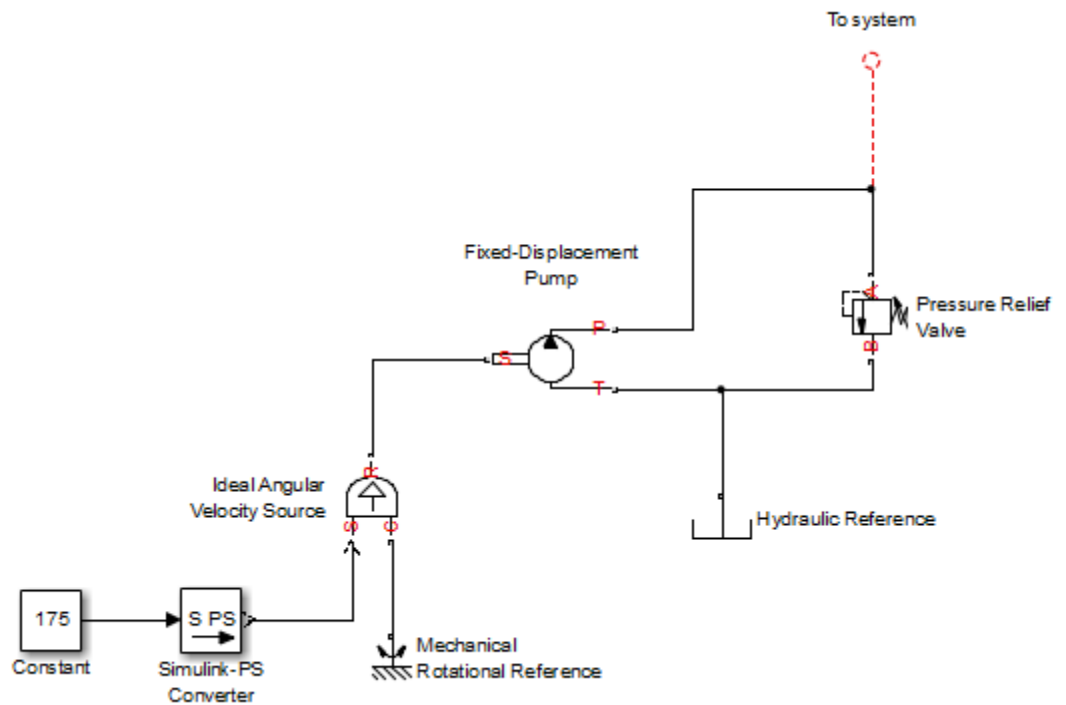 To system
Fixed-Displacement
Pump
P
S
T
A
B
Pressure Relief
Valve
Ideal Angular
Velocity Source
R
S
C
Hydraulic Reference
175
Constant
S PS
Simulink-PS
Converter
Mechanical
Rotational Reference